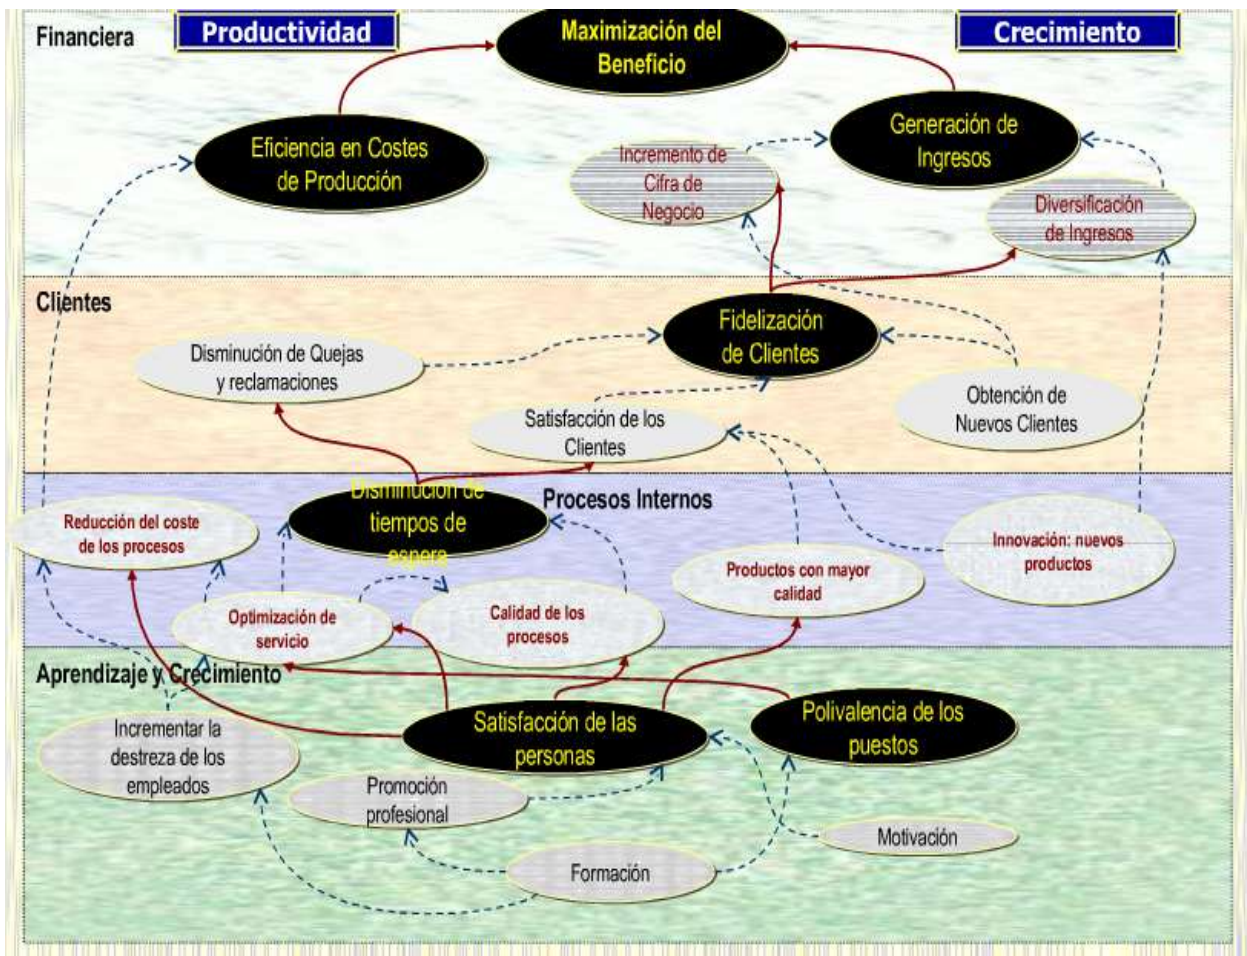 Financiera
Productividad
Maximización del
Beneficio
Crecimiento
Eficiencia en Costes
de Producción
Incremento de
Cifra de
Negocio
Generación de
Ingresos
Diversificación
de Ingresos
Clientes
Disminución de Quejas
y reclamaciones
Fidelización
de Clientes
Satisfacción de los
Clientes
Obtención de
Nuevos Clientes
Procesos Internos
Reducción del coste
de los procesos
Disminución de
tiempos de
espera
Optimización de
servicio
Calidad de los
procesos
Productos con mayor
calidad
Innovación: nuevos
productos
Aprendizaje y Crecimiento
Incrementar la
destreza de los
empleados
Satisfacción de las
personas
Polivalencia de los
puestos
Promoción
profesional
Motivación
Formación